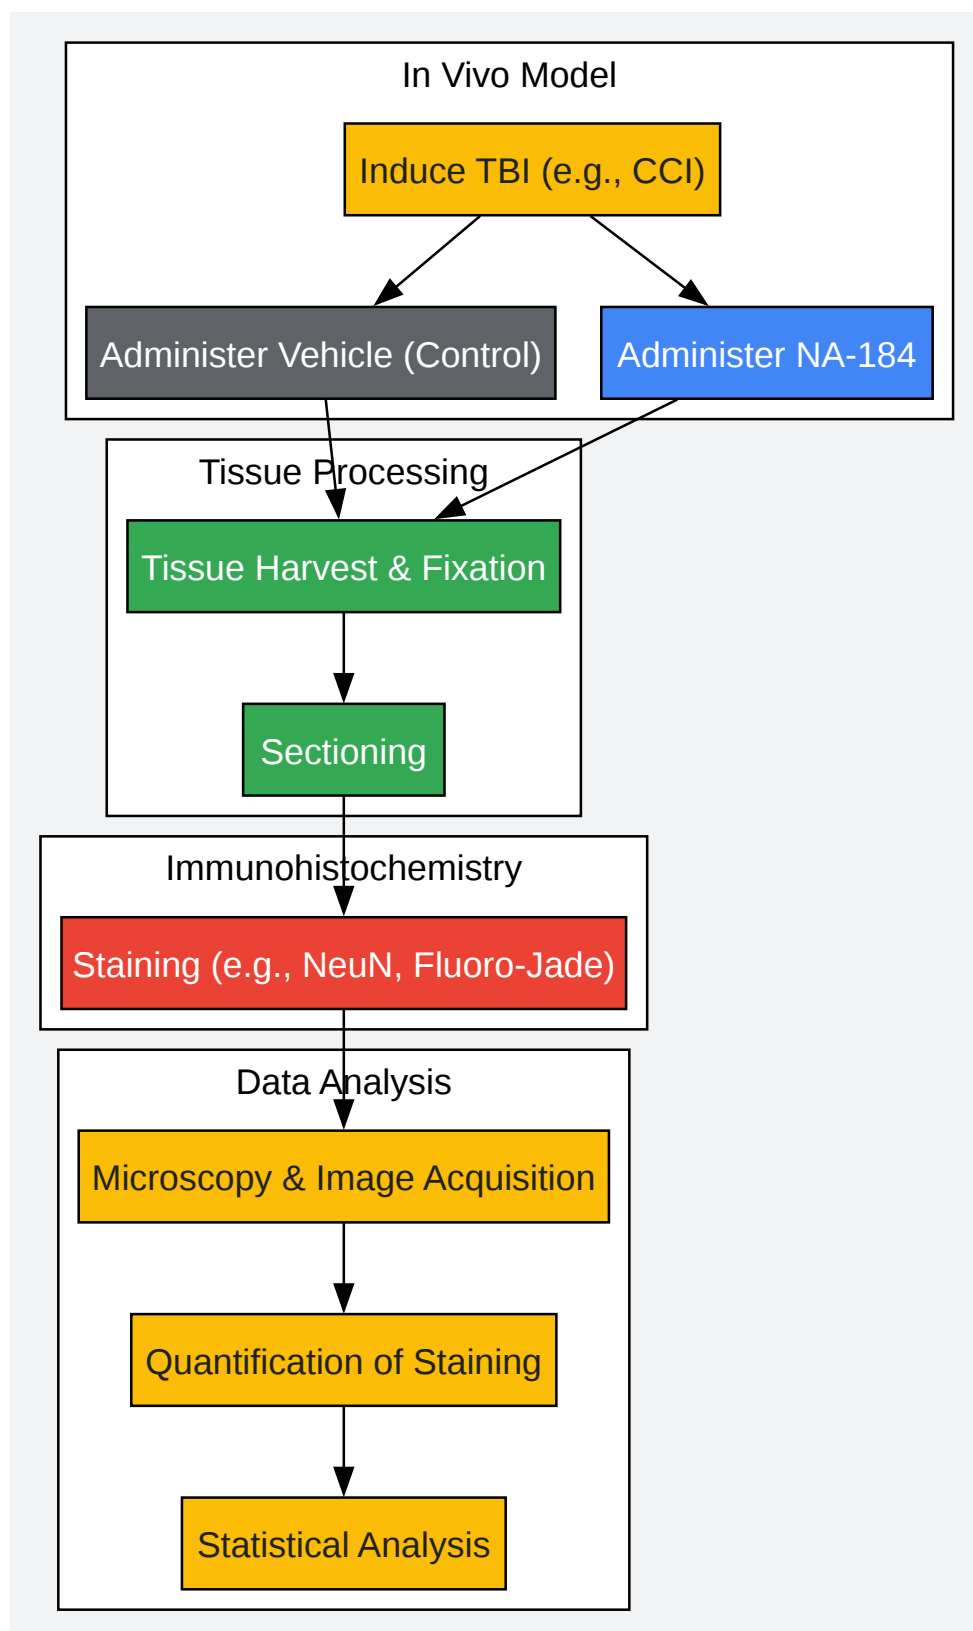 In Vivo Model
Induce TBI (e.g., CCI)
Administer Vehicle (Control)
Administer NA-184
Tissue Processing
Tissue Harvest & Fixation
Sectioning
Immunohistochemistry
Staining (e.g., NeuN, Fluoro-Jade)
Data Analysis
Microscopy & Image Acquisition
Quantification of Staining
Statistical Analysis